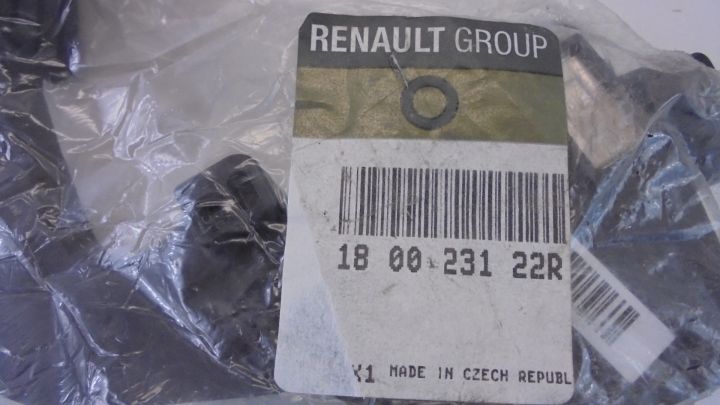 RENAULT GROUP
18 00 231 22R
X1 MADE IN CZECH REPUBL